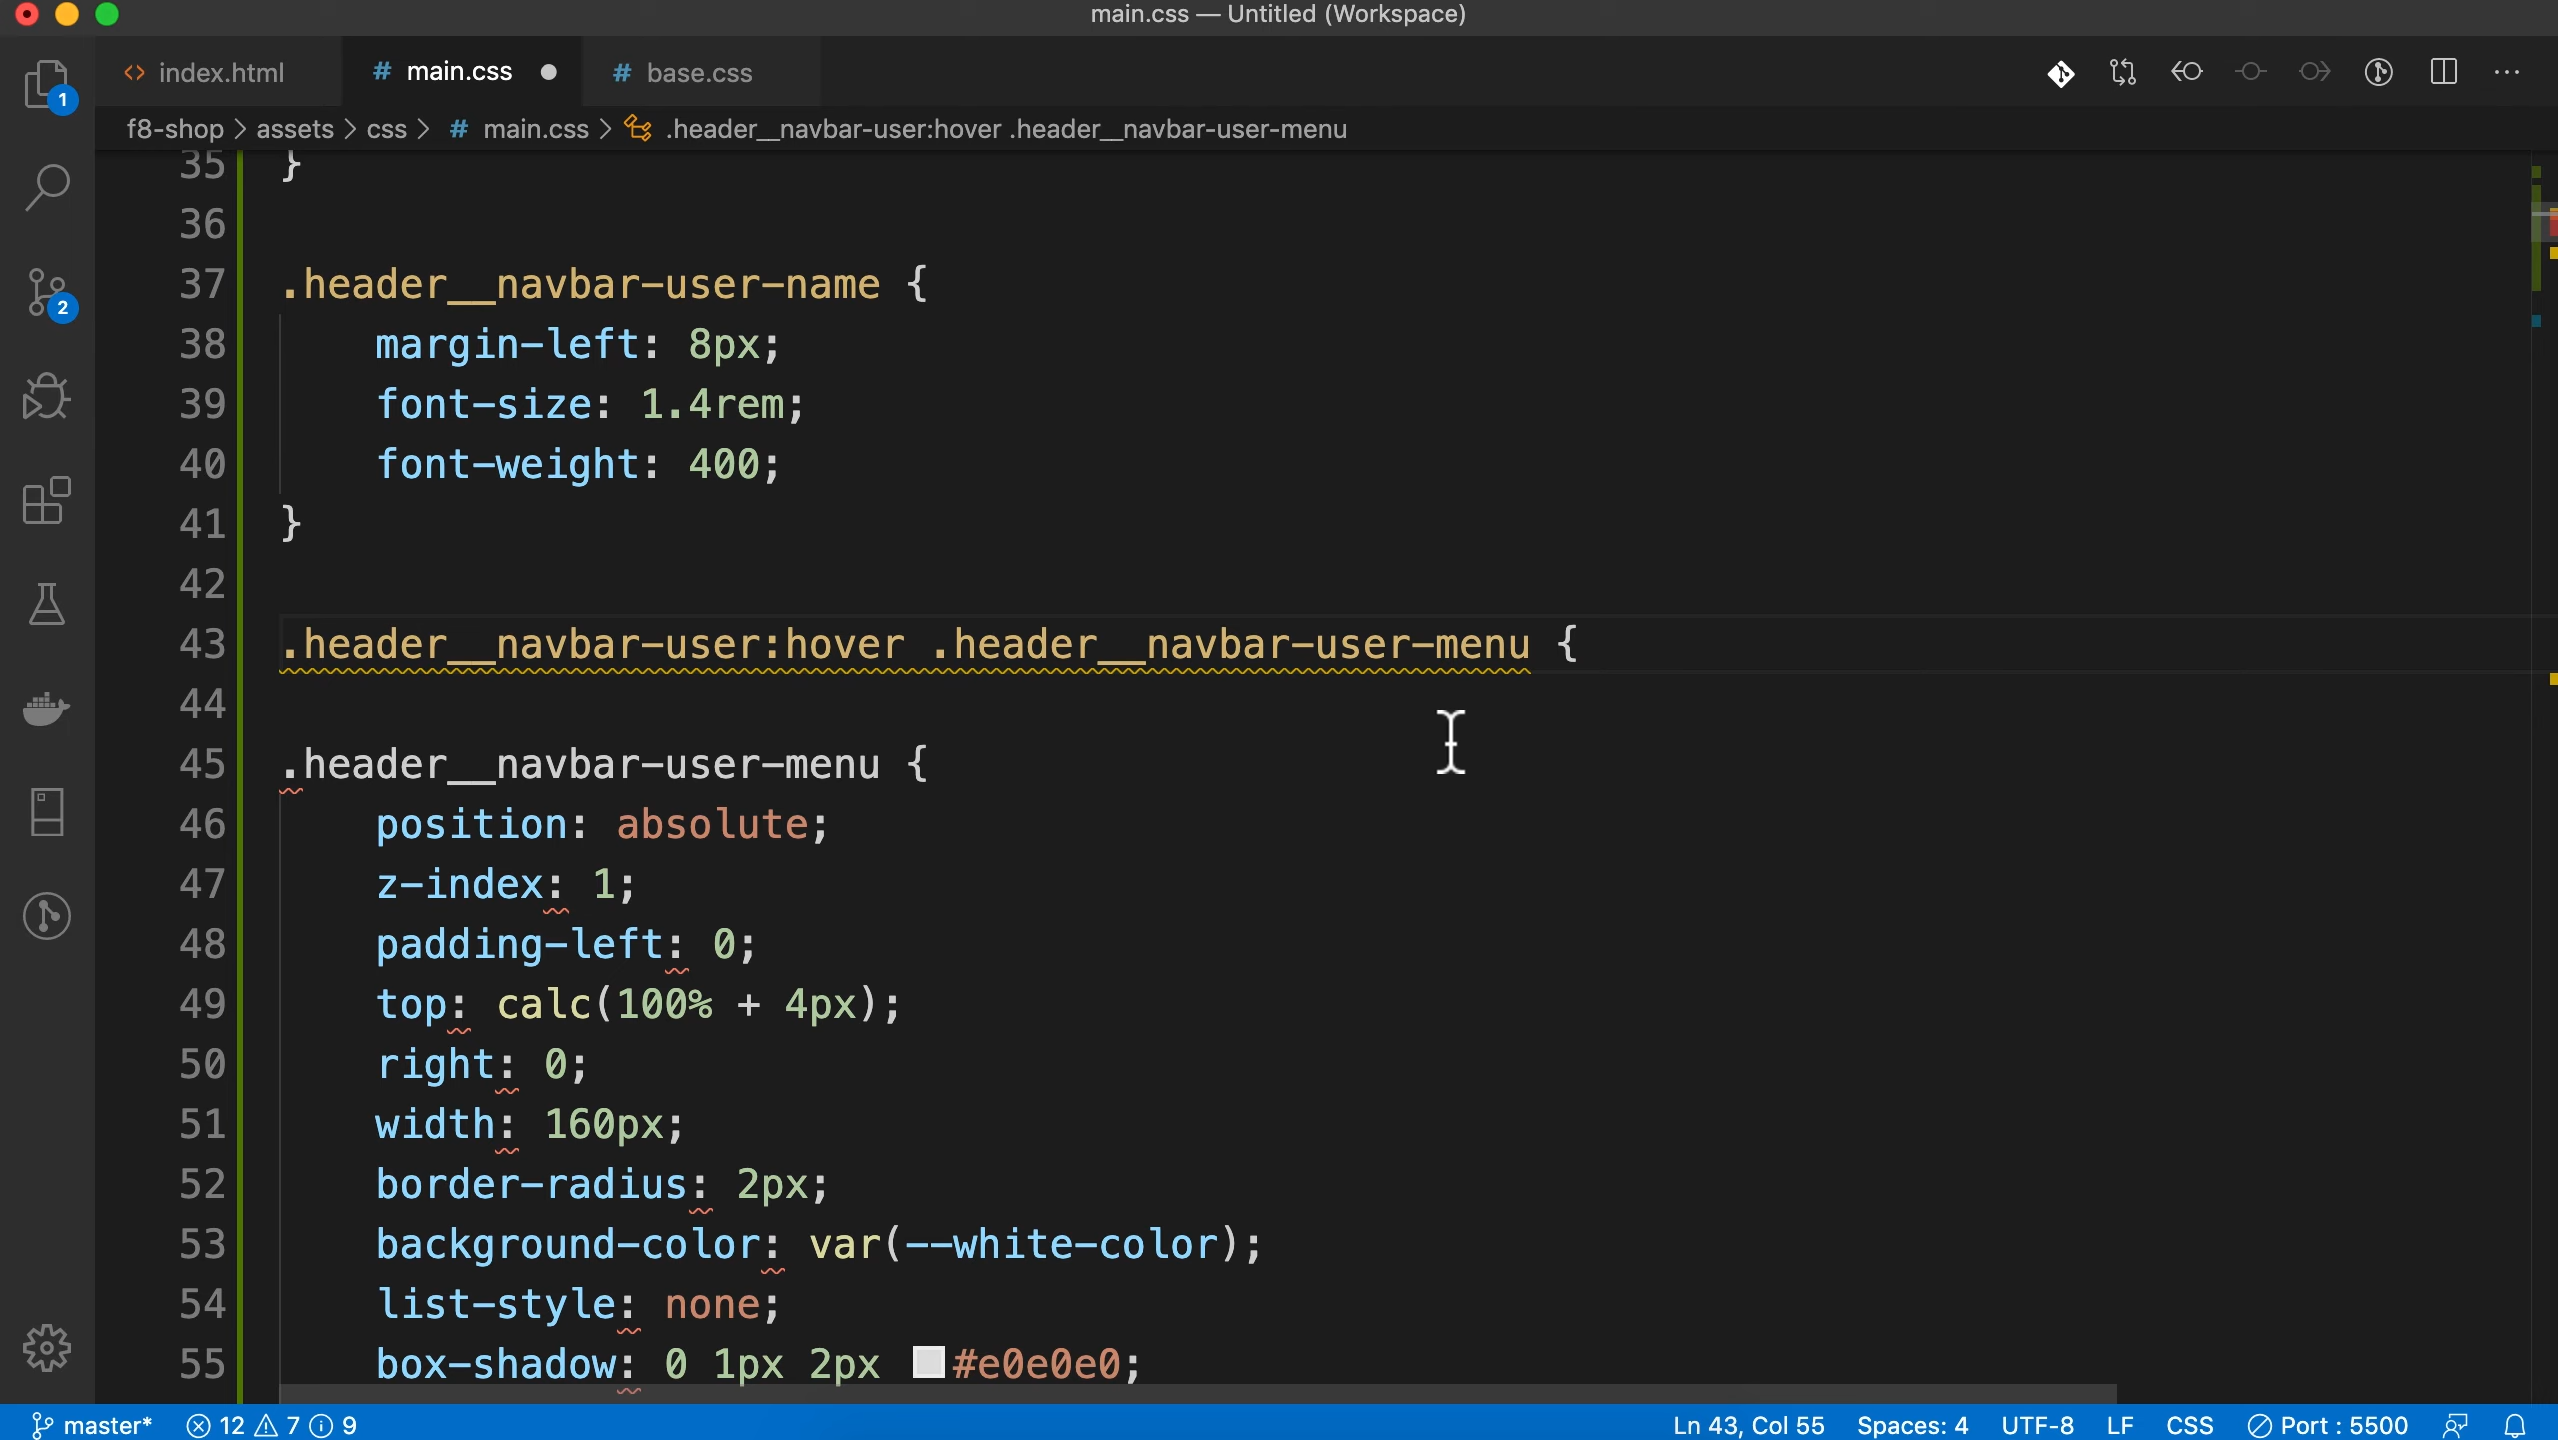 main.css — Untitled (Workspace)
index.html
# main.css
# base.css
1
f8-shop > assets > css > # main.css > .header__navbar-user:hover .header__navbar-user-menu
35 }
36
37 .header__navbar-user-name {
38 margin-left: 8px;
39 font-size: 1.4rem;
40 font-weight: 400;
41 }
42
43 .header__navbar-user:hover .header__navbar-user-menu {
44
45 .header__navbar-user-menu {
46 position: absolute;
47 z-index: 1;
48 padding-left: 0;
49 top: calc(100% + 4px);
50 right: 0;
51 width: 160px;
52 border-radius: 2px;
53 background-color: var(--white-color);
54 list-style: none;
55 box-shadow: 0 1px 2px #e0e0e0;
2
master* 12 7 9 Ln 43, Col 55 Spaces: 4 UTF-8 LF CSS Port : 5500